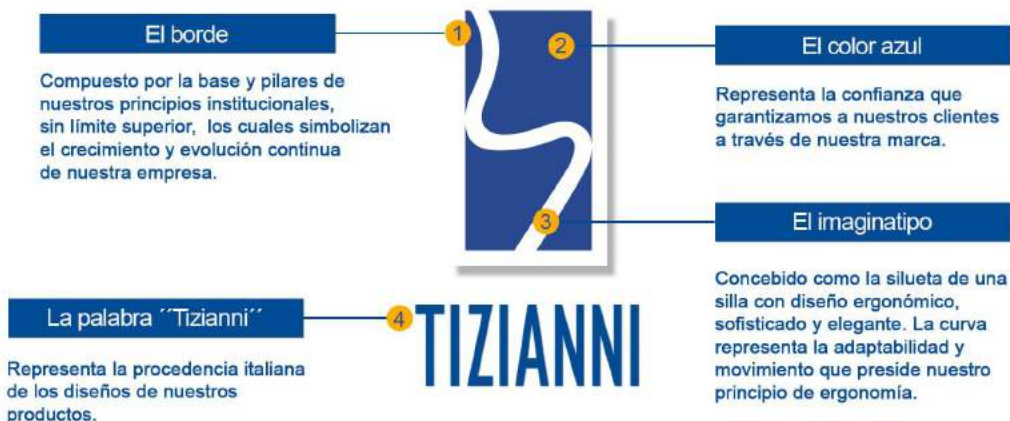 El borde
Compuesto por la base y pilares de
nuestros principios institucionales,
sin límite superior, los cuales simbolizan
el crecimiento y evolución continua
de nuestra empresa.
1
2
El color azul
Representa la confianza que
garantizamos a nuestros clientes
a través de nuestra marca.
3
El imaginatipo
Concebido como la silueta de una
silla con diseño ergonómico,
sofisticado y elegante. La curva
representa la adaptabilidad y
movimiento que preside nuestro
principio de ergonomía.
La palabra ´´Tizianni´´
Representa la procedencia italiana
de los diseños de nuestros
productos.
4
TIZIANNI